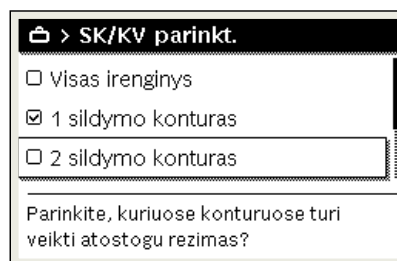 > SK/KV parinkt.
Visas irenginys
1 sildymo konturas
2 sildymo konturas
Parinkite, kuriuose konturuose turi
veikti atostogu rezimas?